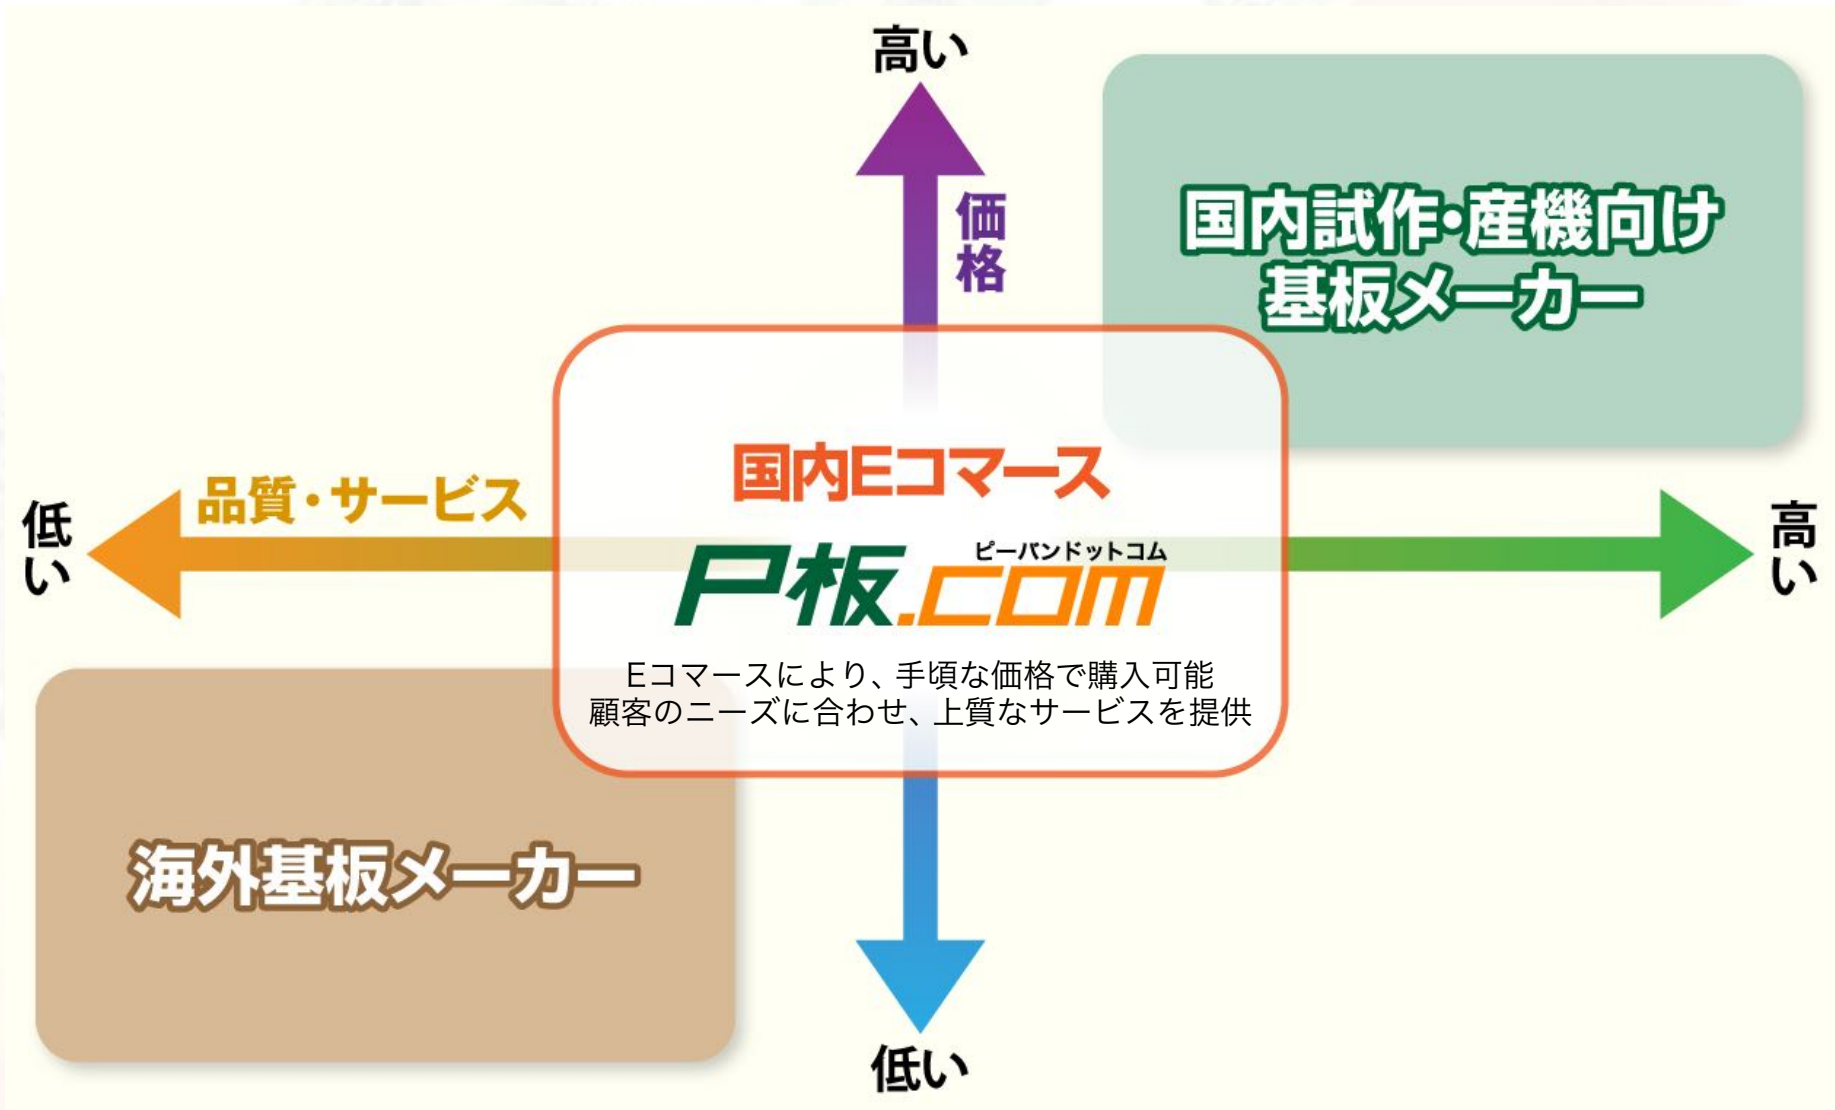 高い
価格
国内試作・産機向け
基板メーカー
国内Eコマース
品質・サービス
低い
高い
ピーバンドットコム
P板.com
Eコマースにより、手頃な価格で購入可能
顧客のニーズに合わせ、上質なサービスを提供
海外基板メーカー
低い